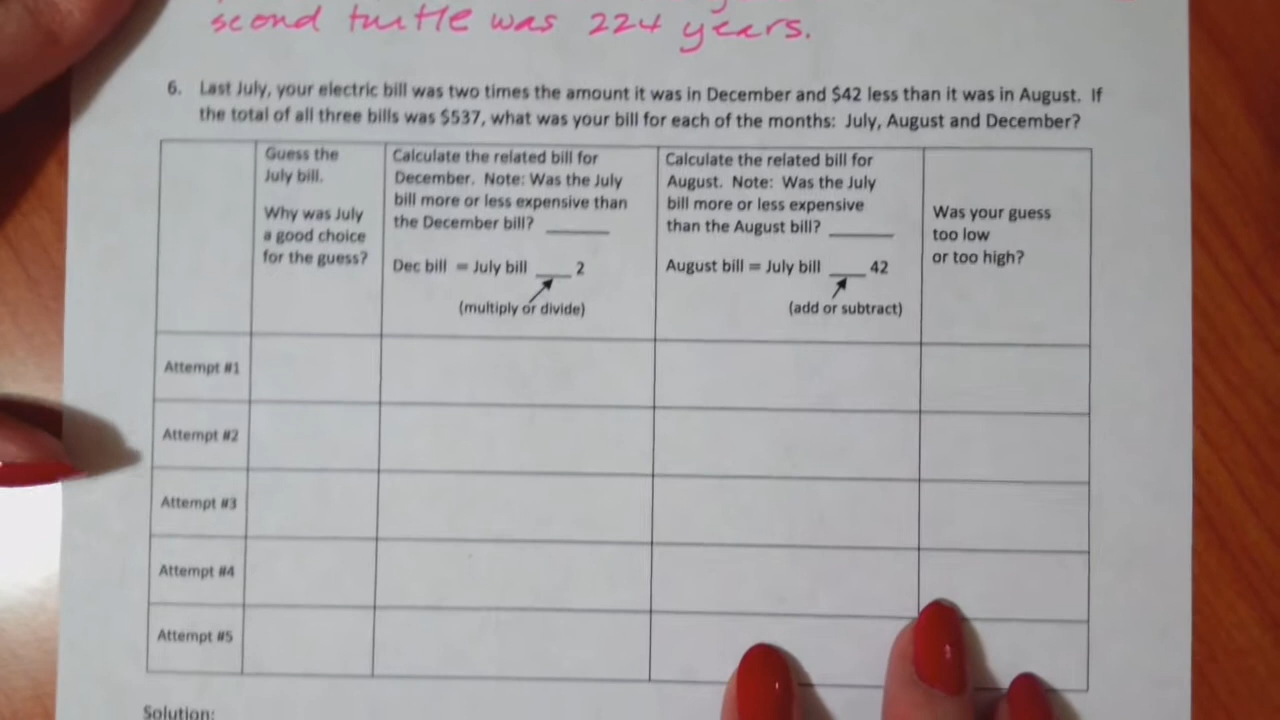 scond turtle was 224 years.
6. Last July, your electric bill was two times the amount it was in December and $42 less than it was in August. If
the total of all three bills was $537, what was your bill for each of the months: July, August and December?
Guess the
July bill.
Why was July
a good choice
for the guess?
Calculate the related bill for
December. Note: Was the July
bill more or less expensive than
the December bill? ______
Dec bill = July bill ___ 2
(multiply or divide)
Calculate the related bill for
August. Note: Was the July
bill more or less expensive
than the August bill? ______
August bill = July bill ___ 42
(add or subtract)
Was your guess
too low
or too high?
Attempt #1
Attempt #2
Attempt #3
Attempt #4
Attempt #5
Solution: